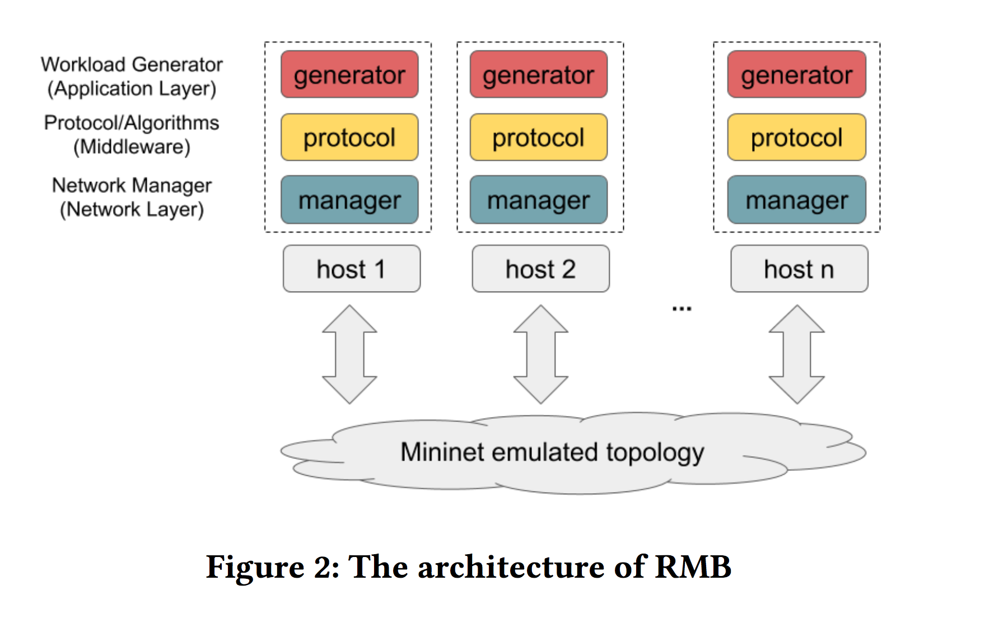 Workload Generator
(Application Layer)
generator generator generator
Protocol/Algorithms
(Middleware)
protocol protocol protocol
Network Manager
(Network Layer)
manager manager manager
host 1 host 2 host n
...
Mininet emulated topology
Figure 2: The architecture of RMB